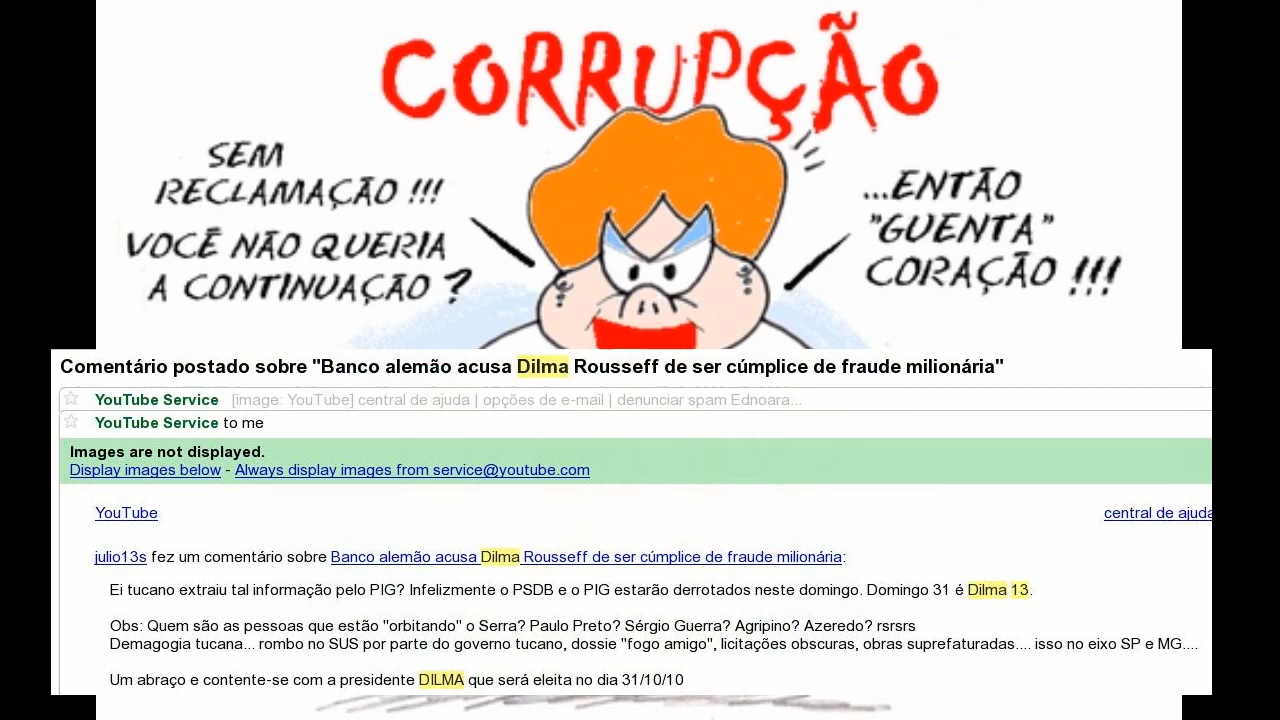 CORRUPÇÃO
SEM
RECLAMAÇÃO !!!
VOCÊ NÃO QUERIA
A CONTINUAÇÃO ?
...ENTÃO
"GUENTA"
CORAÇÃO !!!
Comentário postado sobre "Banco alemão acusa Dilma Rousseff de ser cúmplice de fraude milionária"
YouTube Service [image: YouTube] central de ajuda | opções de e-mail | denunciar spam Ednoara...
YouTube Service to me
Images are not displayed.
Display images below - Always display images from service@youtube.com
YouTube central de ajuda
julio13s fez um comentário sobre Banco alemão acusa Dilma Rousseff de ser cúmplice de fraude milionária:
Ei tucano extraiu tal informação pelo PIG? Infelizmente o PSDB e o PIG estarão derrotados neste domingo. Domingo 31 é Dilma 13.
Obs: Quem são as pessoas que estão "orbitando" o Serra? Paulo Preto? Sérgio Guerra? Agripino? Azeredo? rsrsrs
Demagogia tucana... rombo no SUS por parte do governo tucano, dossie "fogo amigo", licitações obscuras, obras suprefaturadas.... isso no eixo SP e MG....
Um abraço e contente-se com a presidente DILMA que será eleita no dia 31/10/10